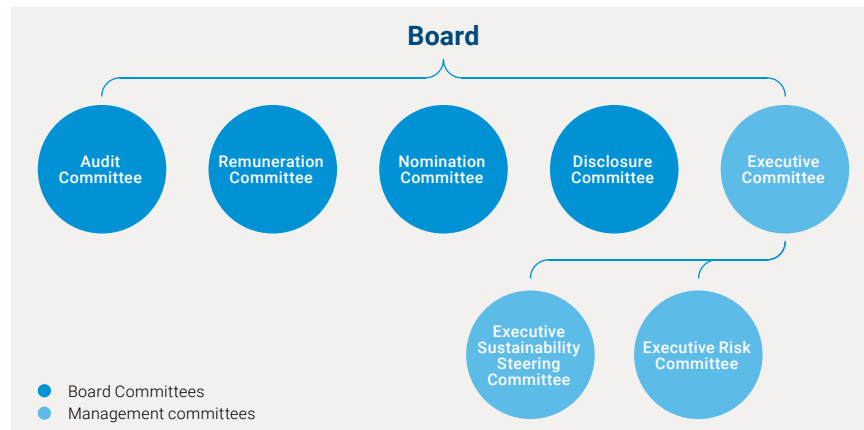 Board
Audit
Committee
Remuneration
Committee
Nomination
Committee
Disclosure
Committee
Executive
Committee
Executive
Sustainability
Steering
Committee
Executive Risk
Committee
Board Committees
Management committees